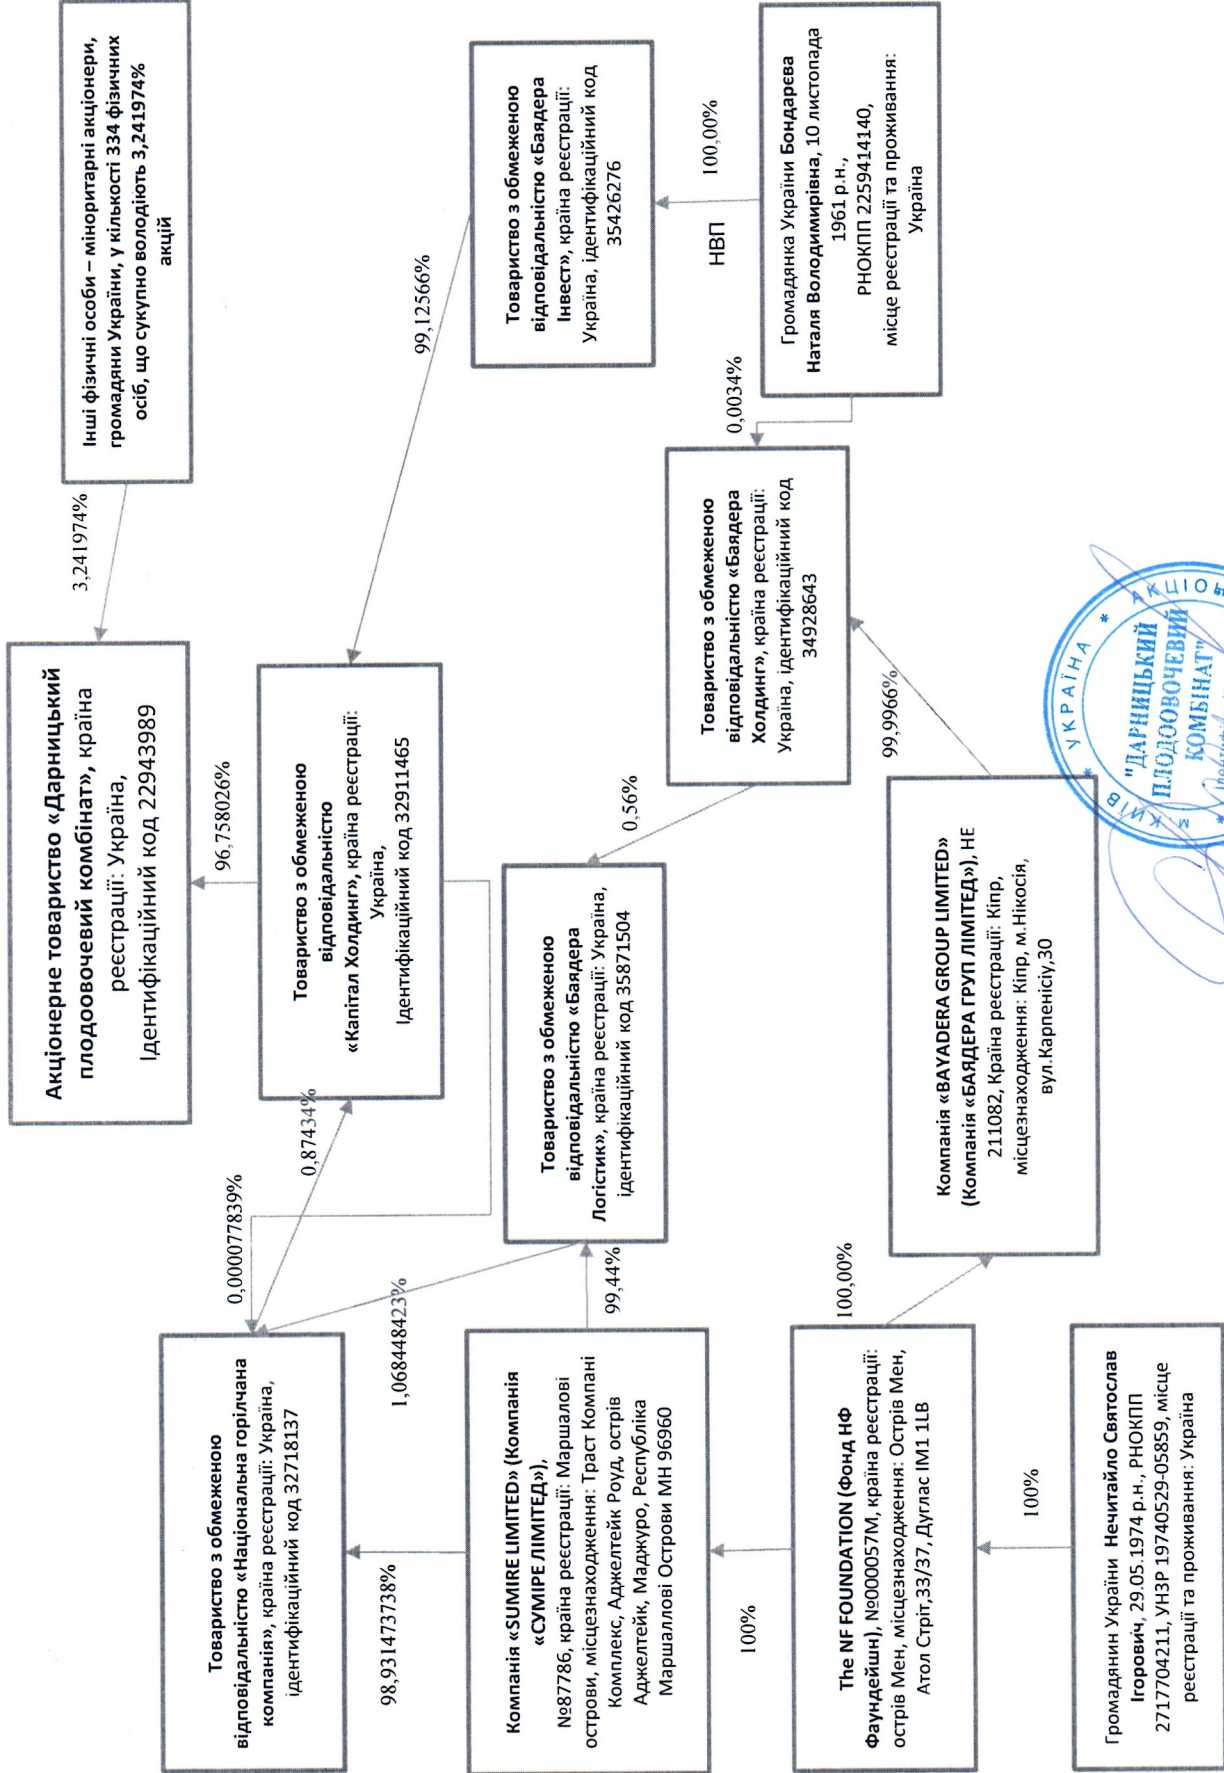 Акціонерне товариство «Дарницький
плодоовочевий комбінат», країна
реєстрації: Україна,
Ідентифікаційний код 22943989
3,241974%
Інші фізичні особи – міноритарні акціонери,
громадяни України, у кількості 334 фізичних
осіб, що сукупно володіють 3,241974%
акцій
96,758026%
Товариство з обмеженою
відповідальністю «Національна горілчана
компанія», країна реєстрації: Україна,
ідентифікаційний код 32718137
0,000077839%
0,87434%
Товариство з обмеженою
відповідальністю
«Капітал Холдинг», країна реєстрації:
Україна,
Ідентифікаційний код 32911465
99,12566%
98,931473738%
1,068448423%
Компанія «SUMIRE LIMITED» (Компанія
«СУМІРЕ ЛІМІТЕД»),
№87786, країна реєстрації: Маршалові
острови, місцезнаходження: Траст Компані
Комплекс, Аджелтейк Роуд, острів
Аджелтейк, Маджуро, Республіка
Маршаллові Острови МН 96960
99,44%
Товариство з обмеженою
відповідальністю «Баядера
Логістик», країна реєстрації: Україна,
ідентифікаційний код 35871504
0,56%
Товариство з обмеженою
відповідальністю «Баядера
Інвест», країна реєстрації:
Україна, ідентифікаційний код
35426276
НВП
100,00%
Товариство з обмеженою
відповідальністю «Баядера
Холдинг», країна реєстрації:
Україна, ідентифікаційний код
34928643
0,0034%
100%
100,00%
99,9966%
Громадянка України Бондарєва
Наталя Володимирівна, 10 листопада
1961 р.н.,
РНОКПП 2259414140,
місце реєстрації та проживання:
Україна
The NF FOUNDATION (Фонд НФ
Фаундейшн), №000057M, країна реєстрації:
острів Мен, місцезнаходження: Острів Мен,
Атол Стріт,33/37, Дуглас ІМ1 1LB
Компанія «BAYADERA GROUP LIMITED»
(Компанія «БАЯДЕРА ГРУП ЛІМІТЕД»), НЕ
211082, Країна реєстрації: Кіпр,
місцезнаходження: Кіпр, м.Нікосія,
вул.Карпенісіу,30
100%
Громадянин України Нечитайло Святослав
Ігорович, 29.05.1974 р.н., РНОКПП
2717704211, УНЗР 19740529-05859, місце
реєстрації та проживання: Україна
М. КИЇВ * УКРАЇНА *
"ДАРНИЦЬКИЙ
ПЛОДООВОЧЕВИЙ
КОМБІНАТ"